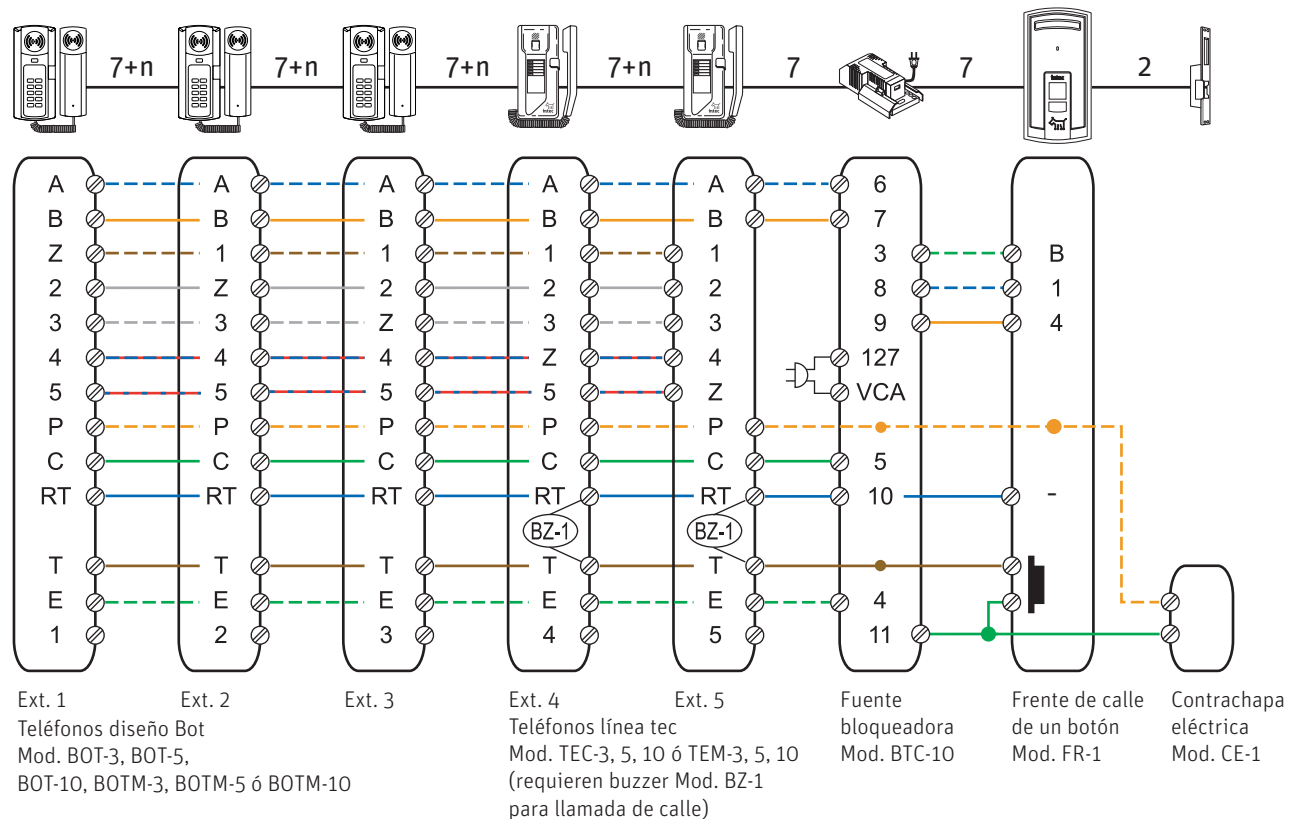 7+n 7+n 7+n 7+n 7 7 2
intec intec intec
A A A A A 6
B B B B B 7
Z 1 1 1 1 3 B
2 Z 2 2 2 8 1
3 3 Z 3 3 9 4
4 4 4 Z 4 127
5 5 5 5 Z VCA
P P P P P
C C C C C 5
RT RT RT RT RT 10 -
BZ-1 BZ-1
T T T T T
E E E E E 4
1 2 3 4 5 11
Ext. 1
Teléfonos diseño Bot
Mod. BOT-3, BOT-5,
BOT-10, BOTM-3, BOTM-5 ó BOTM-10
Ext. 2
Ext. 3
Ext. 4
Teléfonos línea tec
Mod. TEC-3, 5, 10 ó TEM-3, 5, 10
(requieren buzzer Mod. BZ-1
para llamada de calle)
Ext. 5
Fuente
bloqueadora
Mod. BTC-10
Frente de calle
de un botón
Mod. FR-1
Contrachapa
eléctrica
Mod. CE-1